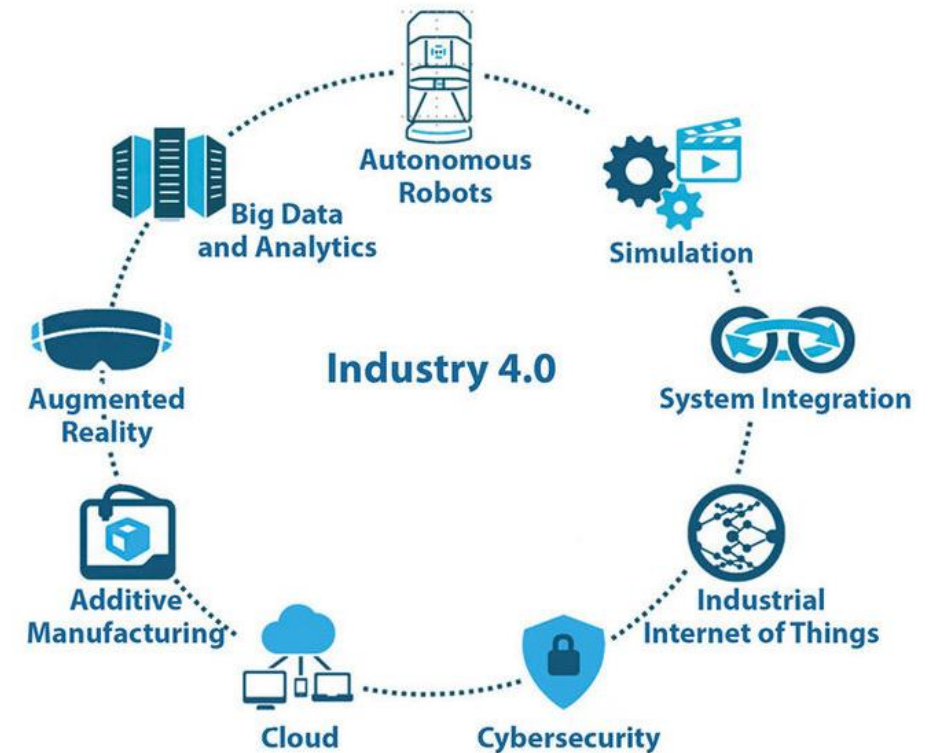 Autonomous
Robots
Big Data
and Analytics
Simulation
Industry 4.0
Augmented
Reality
System Integration
Additive
Manufacturing
Industrial
Internet of Things
Cloud
Cybersecurity